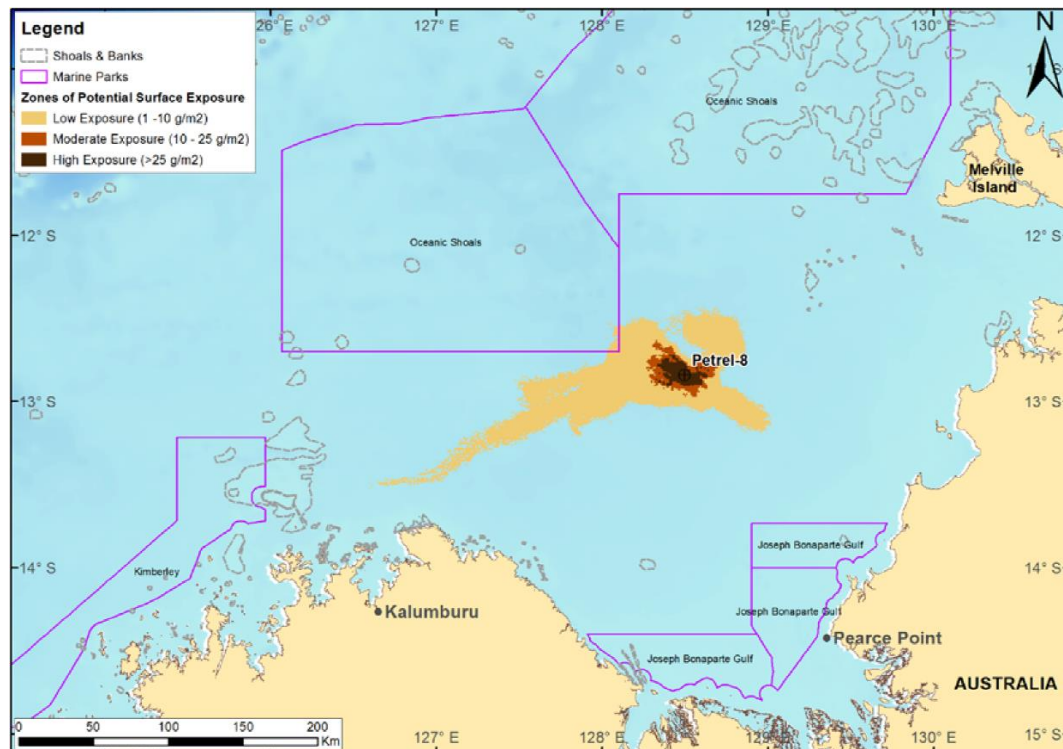 126° E
127° E
128° E
129° E
130° E
N
Legend
Shoals & Banks
Marine Parks
Zones of Potential Surface Exposure
Low Exposure (1 -10 g/m2)
Moderate Exposure (10 - 25 g/m2)
High Exposure (>25 g/m2)
Oceanic Shoals
Melville
Island
12° S
12° S
Oceanic Shoals
Petrel-8
13° S
13° S
Joseph Bonaparte Gulf
14° S
14° S
Kimberley
Kalumburu
Joseph Bonaparte Gulf
Pearce Point
Joseph Bonaparte Gulf
AUSTRALIA
0 50 100 150 200
Km
127° E
128° E
129° E
130° E
15° S